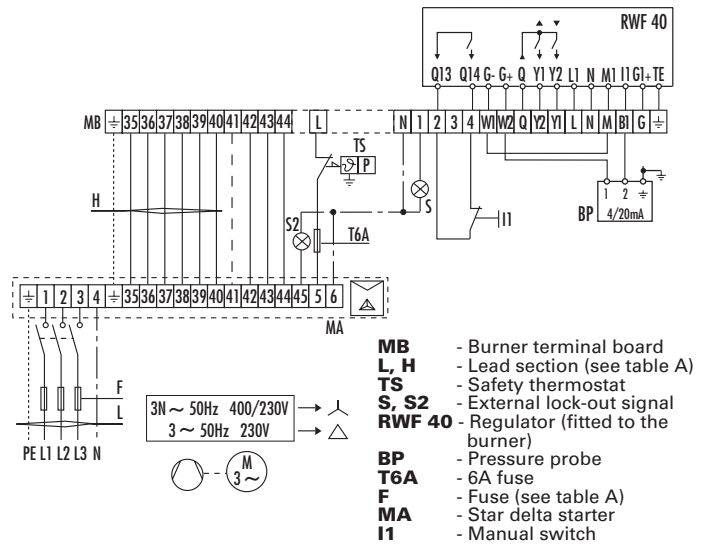 RWF 40
Q13 Q14 G- G+ Q Y1 Y2 L1 N M1 I1 G1+ TE
MB 35 36 37 38 39 40 41 42 43 44 L N 1 2 3 4 W1 W2 Q Y2 Y1 L N M B1 G
TS
P
H
S2
S
I1
1 2
BP 4/20mA
T6A
1 2 3 4 35 36 37 38 39 40 41 42 43 44 45 5 6
MA
F
L
PE L1 L2 L3 N
3N ~ 50Hz 400/230V
3 ~ 50Hz 230V
M
3 ~
MB - Burner terminal board
L, H - Lead section (see table A)
TS - Safety thermostat
S, S2 - External lock-out signal
RWF 40 - Regulator (fitted to the
burner)
BP - Pressure probe
T6A - 6A fuse
F - Fuse (see table A)
MA - Star delta starter
I1 - Manual switch